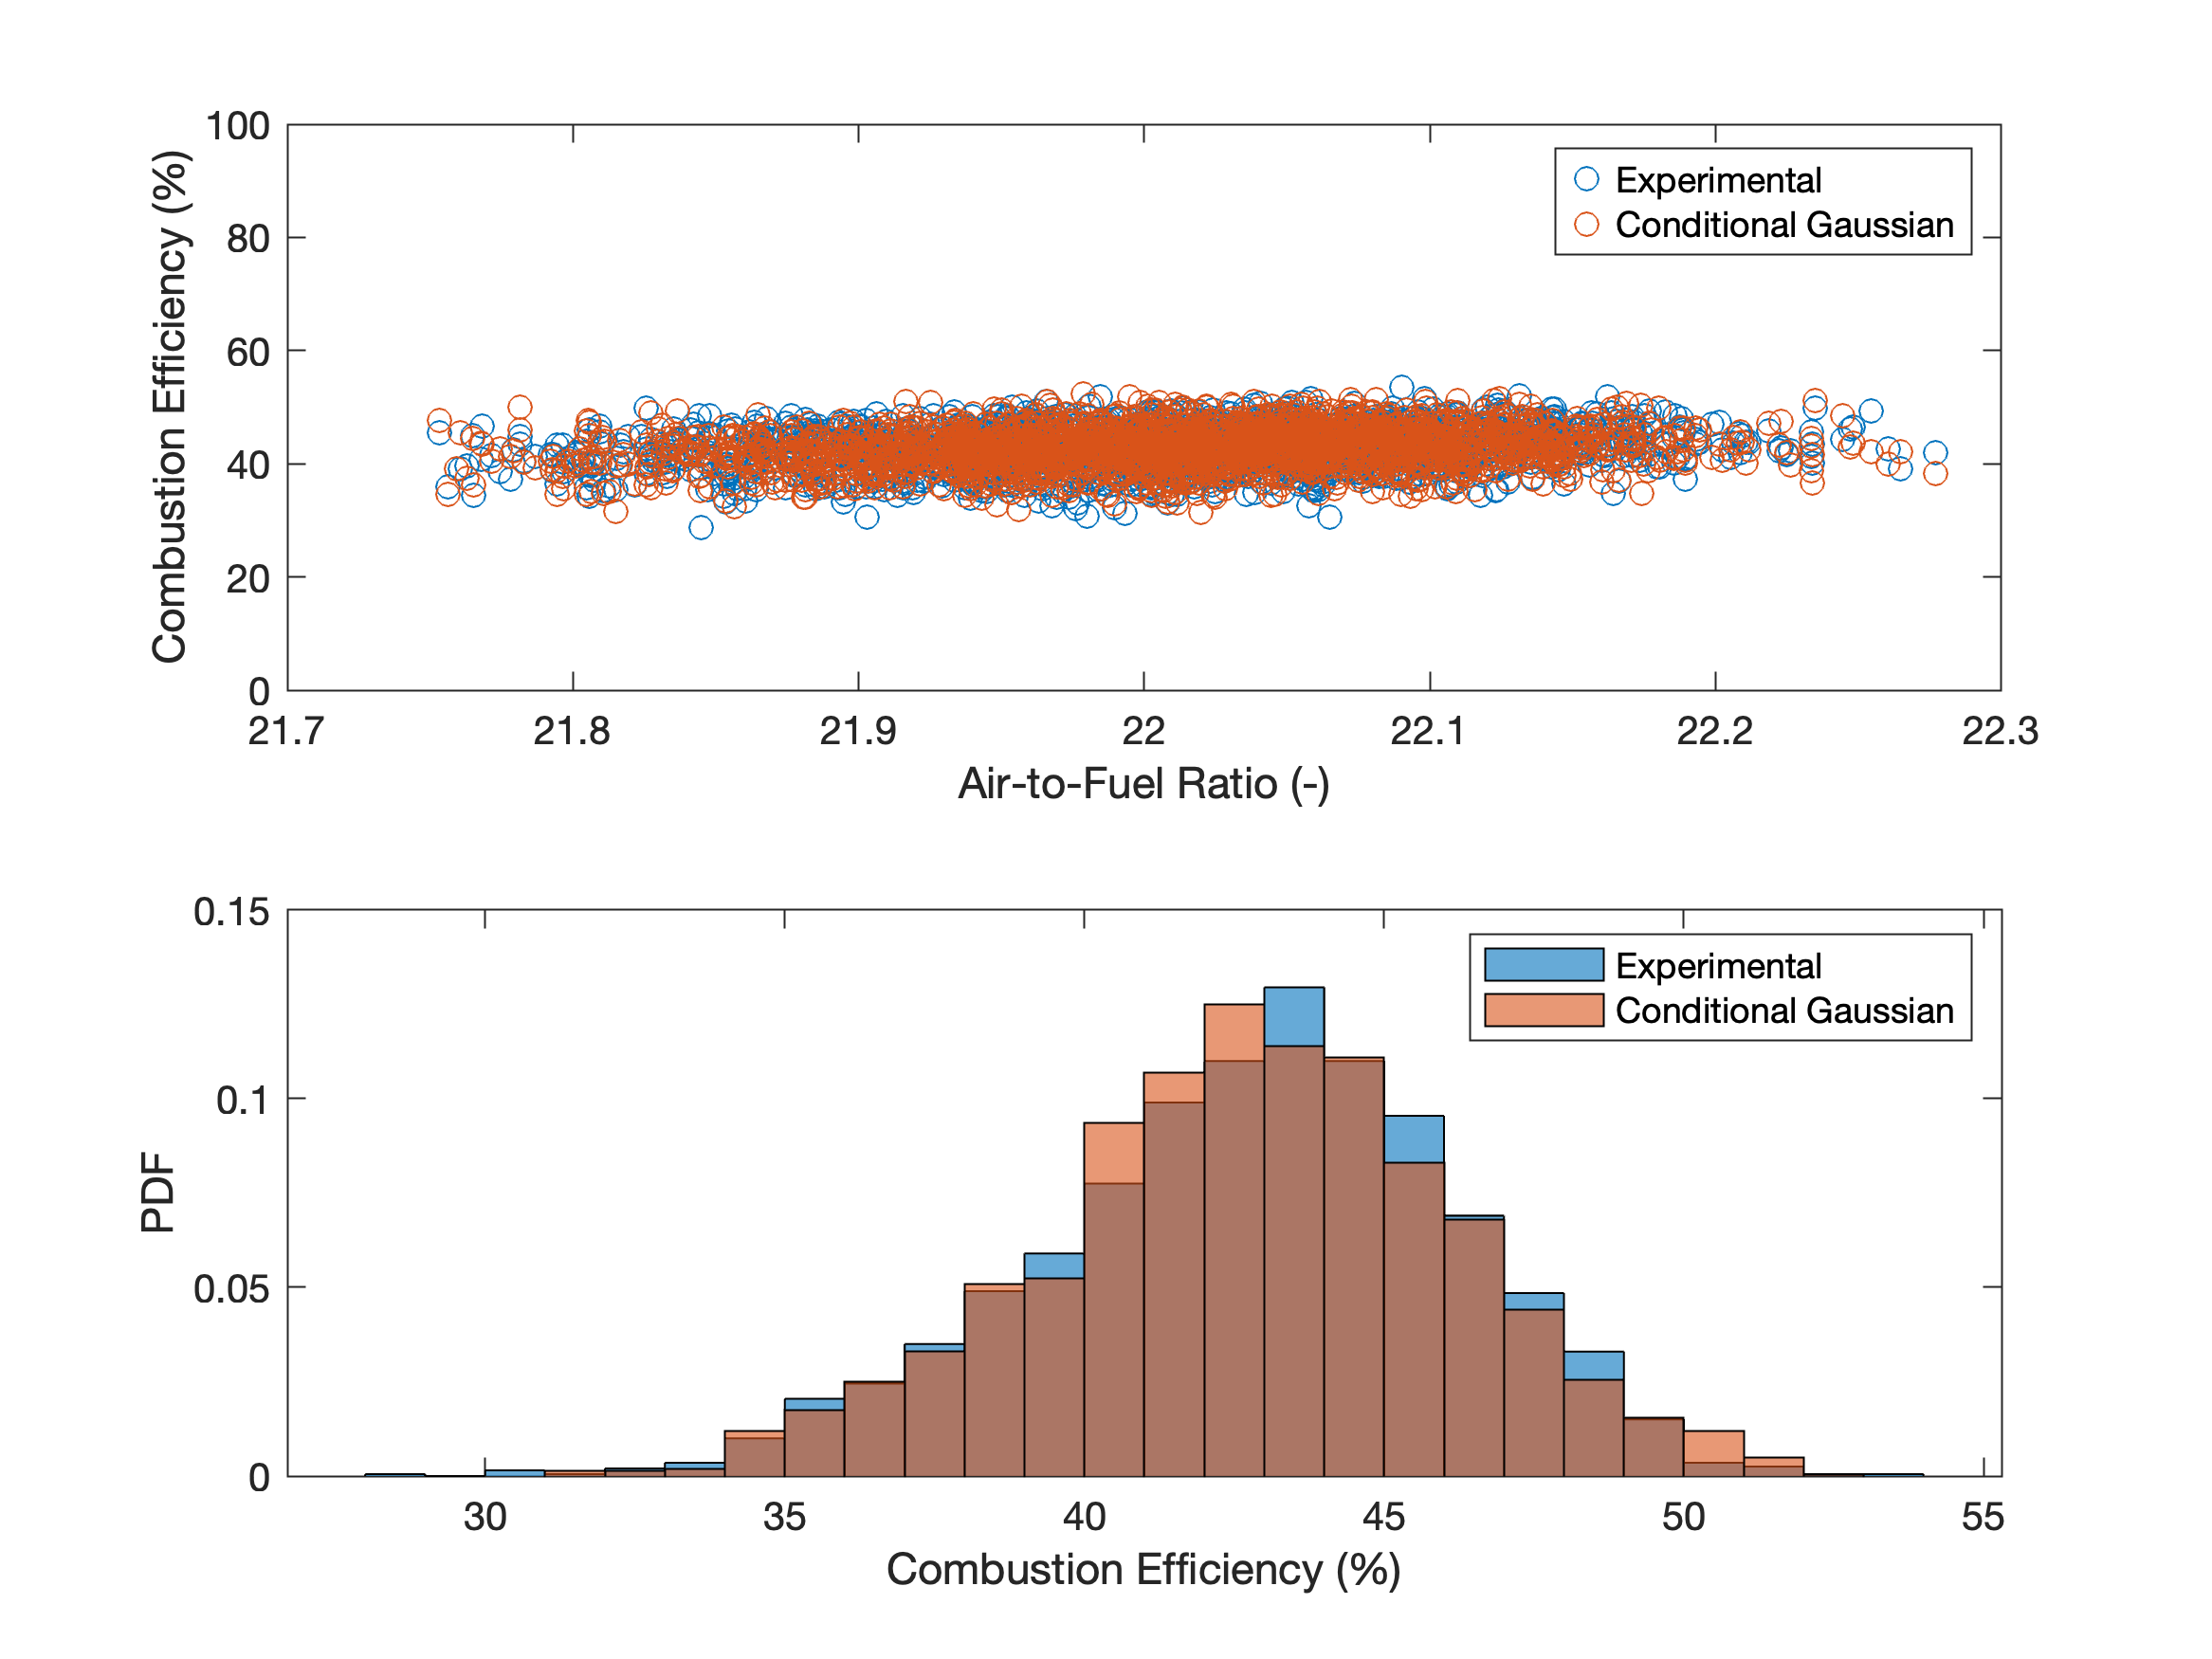 100
80
60
40
20
0
Combustion Efficiency (%)
Experimental
Conditional Gaussian
21.7 21.8 21.9 22 22.1 22.2 22.3
Air-to-Fuel Ratio (-)
0.15
0.1
0.05
0
PDF
Experimental
Conditional Gaussian
30 35 40 45 50 55
Combustion Efficiency (%)